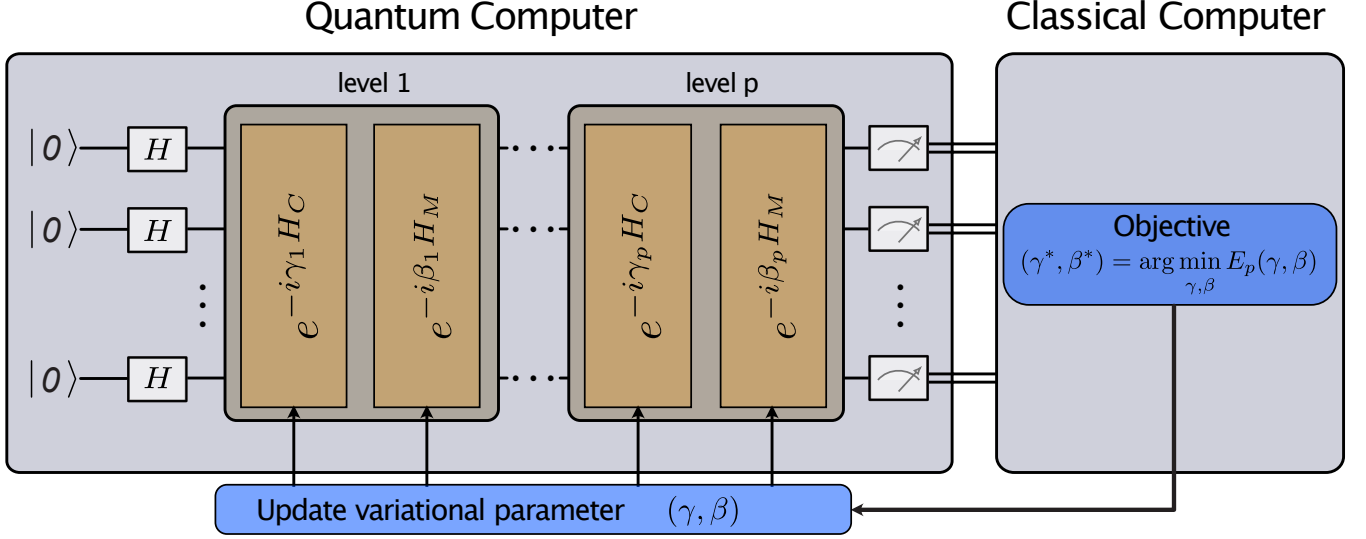 Quantum Computer
Classical Computer
level 1
level p
|0⟩ H
|0⟩ H
|0⟩ H
e^{-iγ_1 H_C}
e^{-iβ_1 H_M}
e^{-iγ_p H_C}
e^{-iβ_p H_M}
Objective
(γ^*, β^*) = arg min E_p(γ, β)
γ,β
Update variational parameter (γ, β)